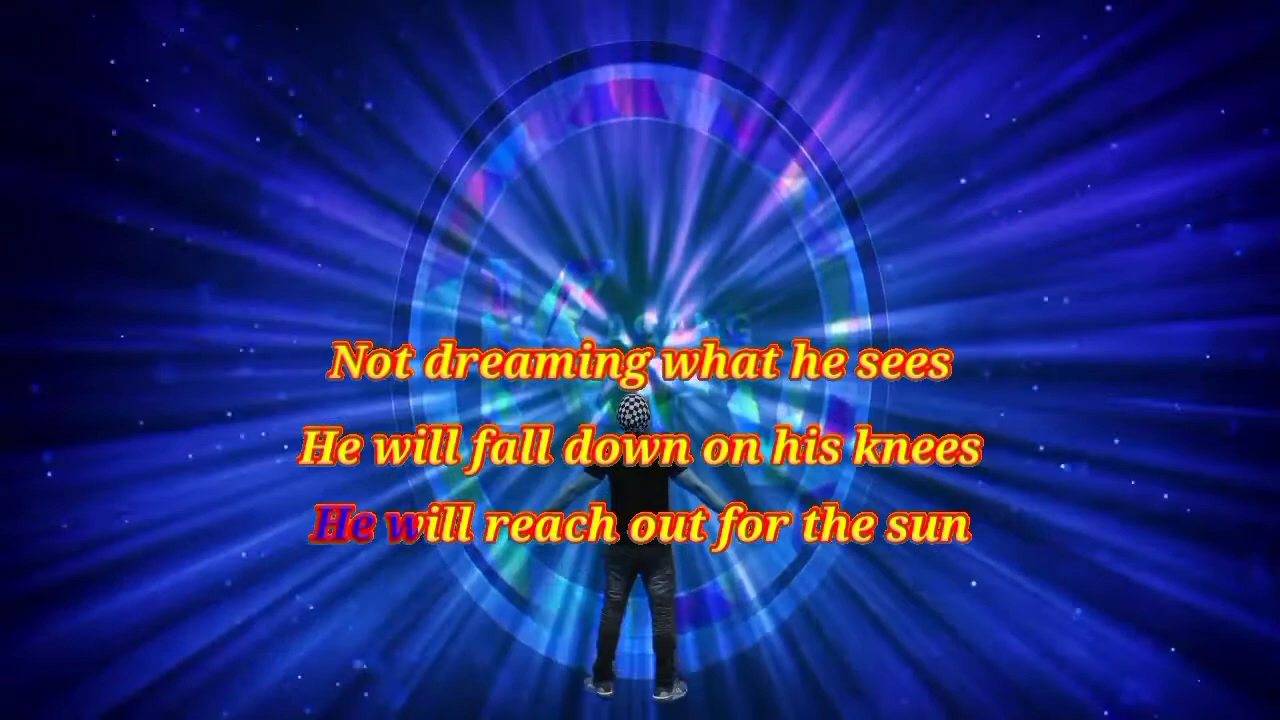 Not dreaming what he sees
He will fall down on his knees
He will reach out for the sun